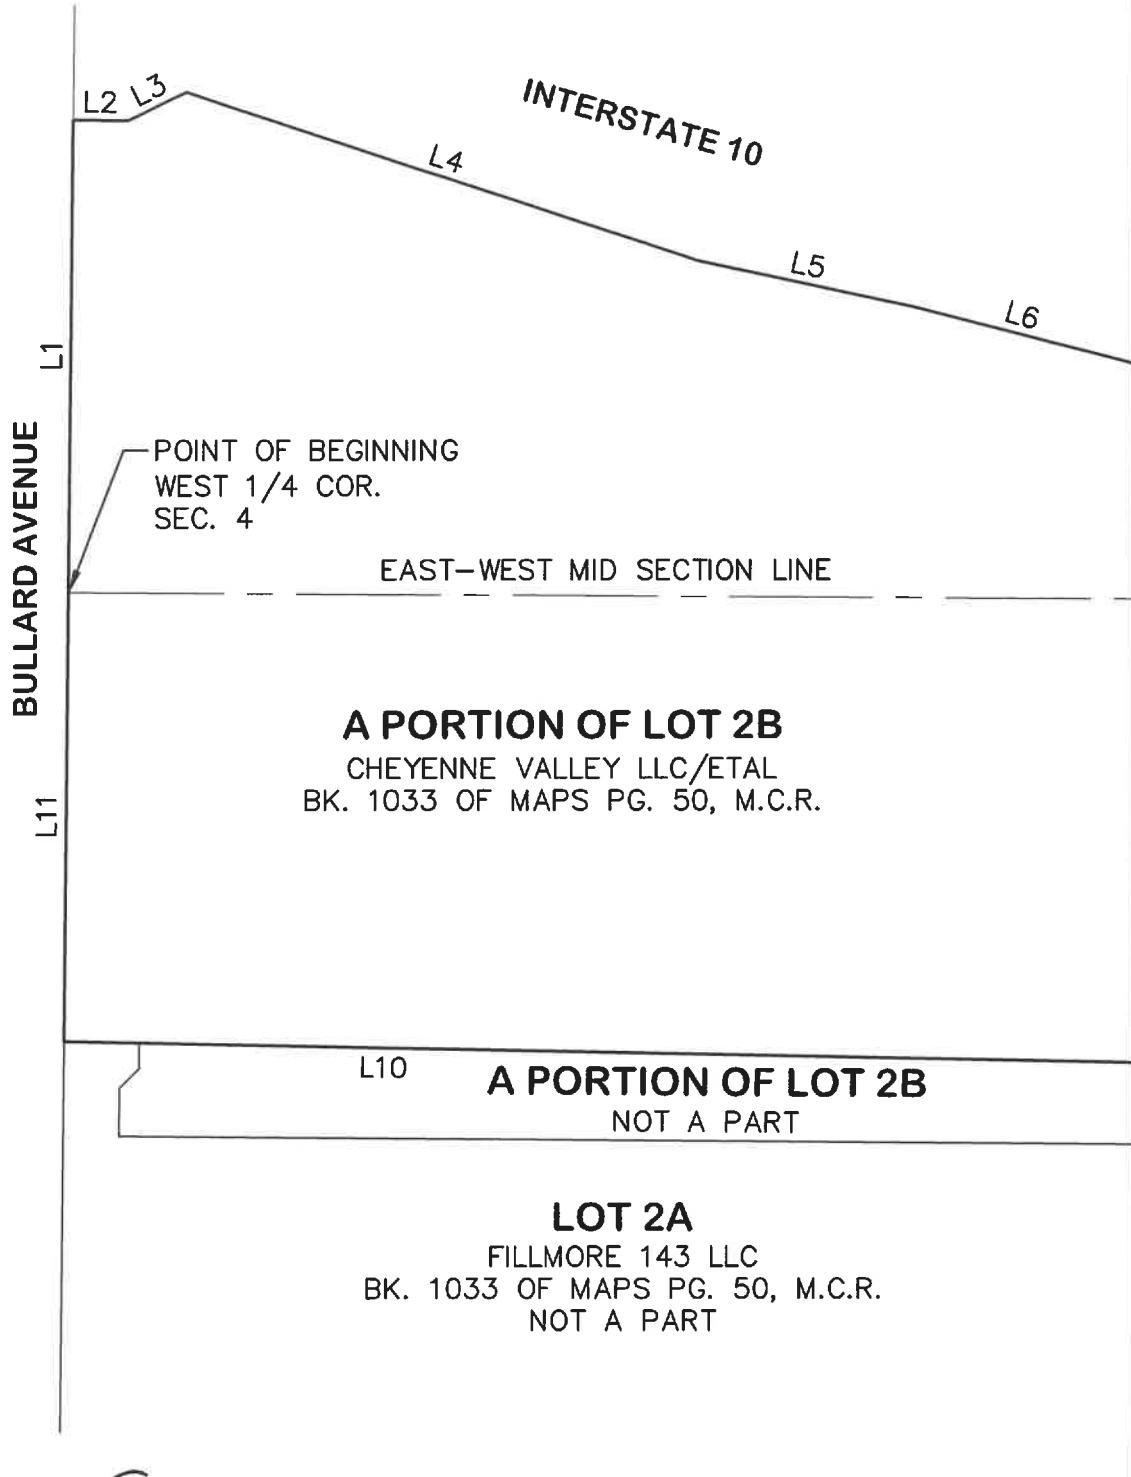 L2
L3
INTERSTATE 10
L4
L5
L6
L1
BULLARD AVENUE
POINT OF BEGINNING
WEST 1/4 COR.
SEC. 4
EAST-WEST MID SECTION LINE
A PORTION OF LOT 2B
CHEYENNE VALLEY LLC/ETAL
BK. 1033 OF MAPS PG. 50, M.C.R.
L11
L10
A PORTION OF LOT 2B
NOT A PART
LOT 2A
FILLMORE 143 LLC
BK. 1033 OF MAPS PG. 50, M.C.R.
NOT A PART